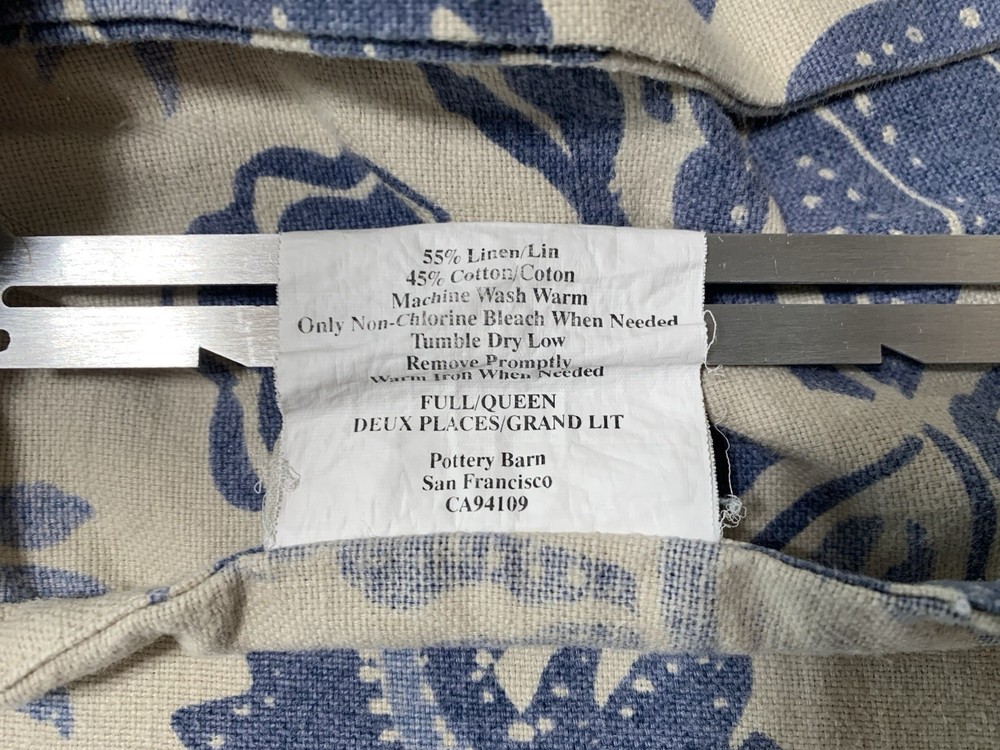 55% Linen/Lin
45% Cotton/Coton
Machine Wash Warm
Only Non-Chlorine Bleach When Needed
Tumble Dry Low
Remove Promptly
Warm Iron When Needed
FULL/QUEEN
DEUX PLACES/GRAND LIT
Pottery Barn
San Francisco
CA94109